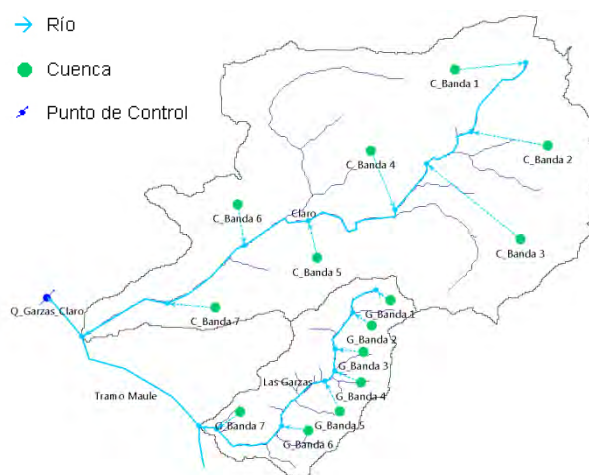 Río
Cuenca
Punto de Control
C_Banda 1
C_Banda 2
C_Banda 4
C_Banda 6
Claro
C_Banda 3
C_Banda 5
Q_Garzas_Claro
C_Banda 7
G_Banda 1
G_Banda 2
G_Banda 3
Las Garzas
G_Banda 4
Tramo Maule
G_Banda 7
G_Banda 5
G_Banda 6